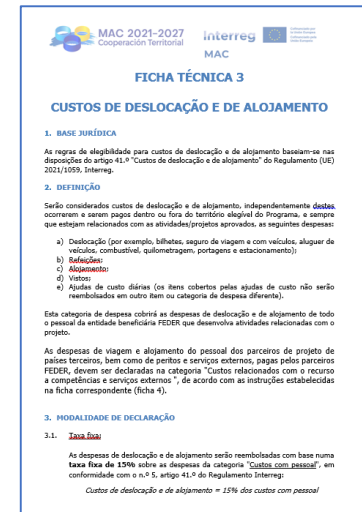 MAC 2021-2027
Cooperación Territorial
Interreg
MAC
FICHA TÉCNICA 3
CUSTOS DE DESLOCAÇÃO E DE ALOJAMENTO
1. BASE JURÍDICA
As regras de elegibilidade para custos de deslocação e de alojamento baseiam-se nas
disposições do artigo 41.º "Custos de deslocação e de alojamento" do Regulamento (UE)
2021/1059, Interreg.
2. DEFINIÇÃO
Serão considerados custos de deslocação e de alojamento, independentemente destes
ocorrerem e serem pagos dentro ou fora do território elegível do Programa, e sempre
que estejam relacionados com as atividades/projetos aprovados, as seguintes despesas:
a) Deslocação (por exemplo, bilhetes, seguro de viagem e com veículos, aluguer de
veículos, combustível, quilometragem, portagens e estacionamento);
b) Refeições;
c) Alojamento;
d) Vistos;
e) Ajudas de custo diárias (os itens cobertos pelas ajudas de custo não serão
reembolsados em outro item ou categoria de despesa diferente).
Esta categoria de despesa cobrirá as despesas de deslocação e de alojamento de todo
o pessoal da entidade beneficiária FEDER que desenvolva atividades relacionadas com o
projeto.
As despesas de viagem e alojamento do pessoal dos parceiros de projeto de
países terceiros, bem como de peritos e serviços externos, pagas pelos parceiros
FEDER, devem ser declaradas na categoria "Custos relacionados com o recurso
a competências e serviços externos ", de acordo com as instruções estabelecidas
na ficha correspondente (ficha 4).
3. MODALIDADE DE DECLARAÇÃO
3.1. Taxa fixa:
As despesas de deslocação e de alojamento serão reembolsadas com base numa
taxa fixa de 15% sobre as despesas da categoria "Custos com pessoal", em
conformidade com o n.º 5, artigo 41.º do Regulamento Interreg:
Custos de deslocação e de alojamento = 15% dos custos com pessoal